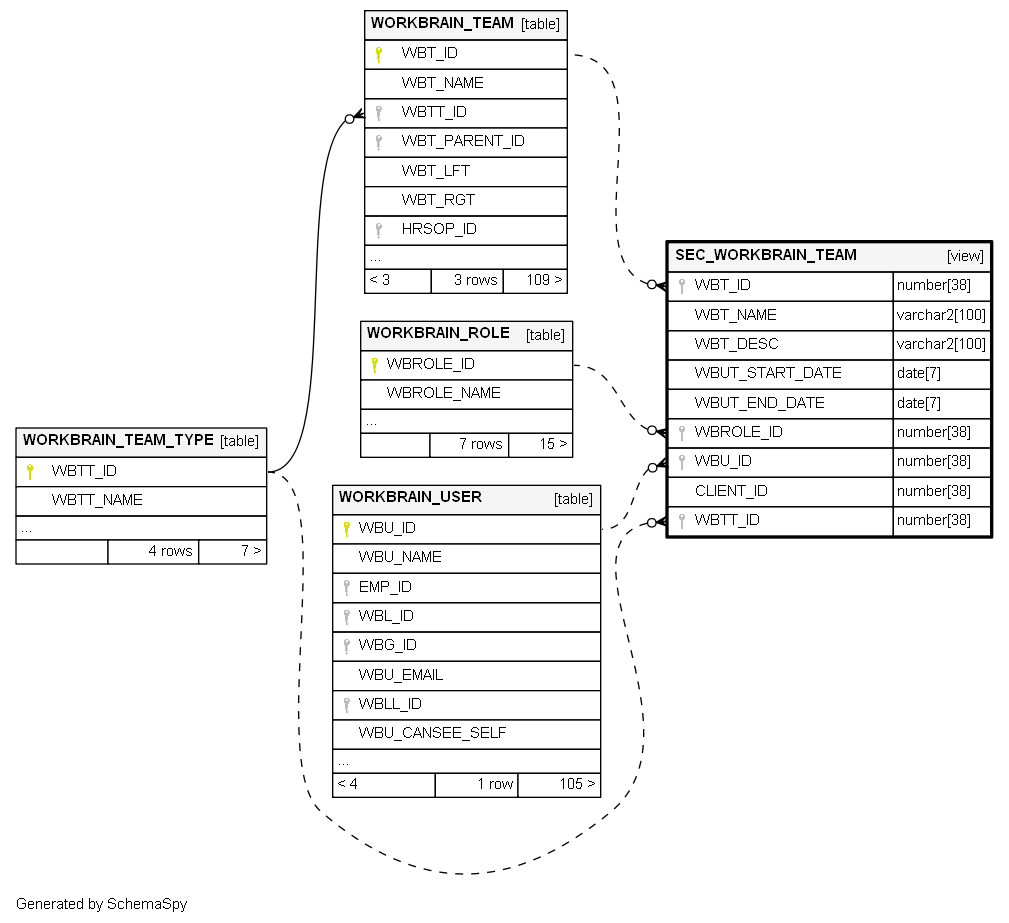 WORKBRAIN_TEAM [table]
WBT_ID
WBT_NAME
WBTT_ID
WBT_PARENT_ID
WBT_LFT
WBT_RGT
HRSOP_ID
...
< 3 3 rows 109 >
WORKBRAIN_ROLE [table]
WBROLE_ID
WBROLE_NAME
...
7 rows 15 >
WORKBRAIN_TEAM_TYPE [table]
WBTT_ID
WBTT_NAME
...
4 rows 7 >
WORKBRAIN_USER [table]
WBU_ID
WBU_NAME
EMP_ID
WBL_ID
WBG_ID
WBU_EMAIL
WBLL_ID
WBU_CANSEE_SELF
...
< 4 1 row 105 >
SEC_WORKBRAIN_TEAM [view]
WBT_ID number[38]
WBT_NAME varchar2[100]
WBT_DESC varchar2[100]
WBUT_START_DATE date[7]
WBUT_END_DATE date[7]
WBROLE_ID number[38]
WBU_ID number[38]
CLIENT_ID number[38]
WBTT_ID number[38]
Generated by SchemaSpy